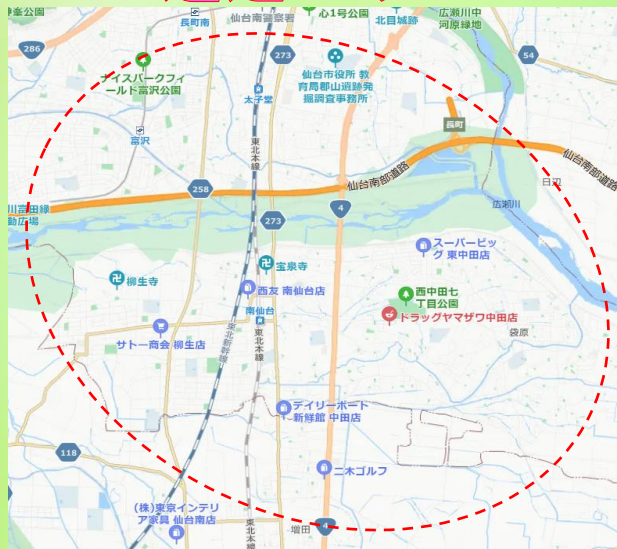 峯公園
長町南
仙台南警察署
心1号公園
北目城跡
広瀬川中
河原緑地
286
273
54
ナイスパークフィ
ールド富沢公園
仙台市役所 教
育局郡山遺跡発
掘調査事務所
太子堂
長町
富沢
東北本線
仙台南部道路
仙台南部道路
258
日辺
4
広瀬川
川富田緑
動広場
273
スーパービッ
グ 東中田店
宝泉寺
柳生寺
西友 南仙台店
西中田七
丁目公園
南仙台
ドラッグヤマザワ中田店
サトー商会 柳生店
東北新幹線
東北本線
袋原
デイリーポート
新鮮館 中田店
118
二木ゴルフ
(株)東京インテリ
ア家具 仙台南店
東北本線
増田
4